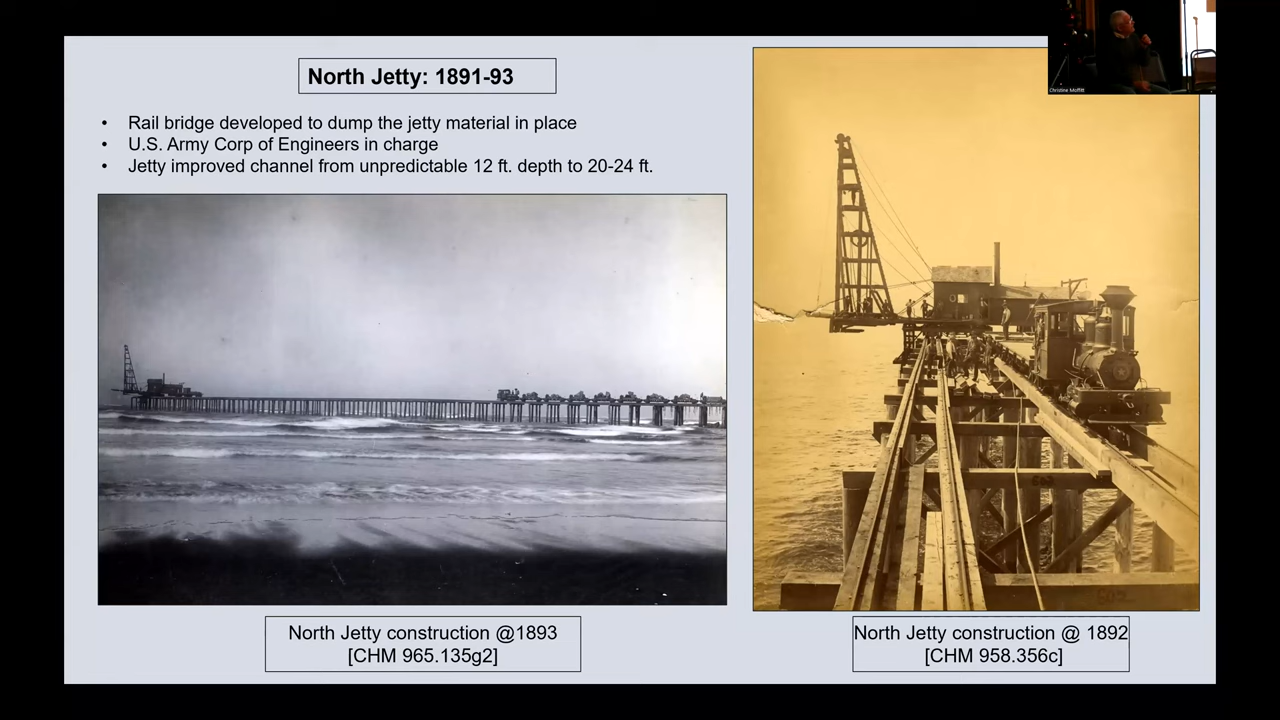 North Jetty: 1891-93
• Rail bridge developed to dump the jetty material in place
• U.S. Army Corp of Engineers in charge
• Jetty improved channel from unpredictable 12 ft. depth to 20-24 ft.
603
602
North Jetty construction @1893
[CHM 965.135g2]
North Jetty construction @ 1892
[CHM 958.356c]
Christine Moffitt